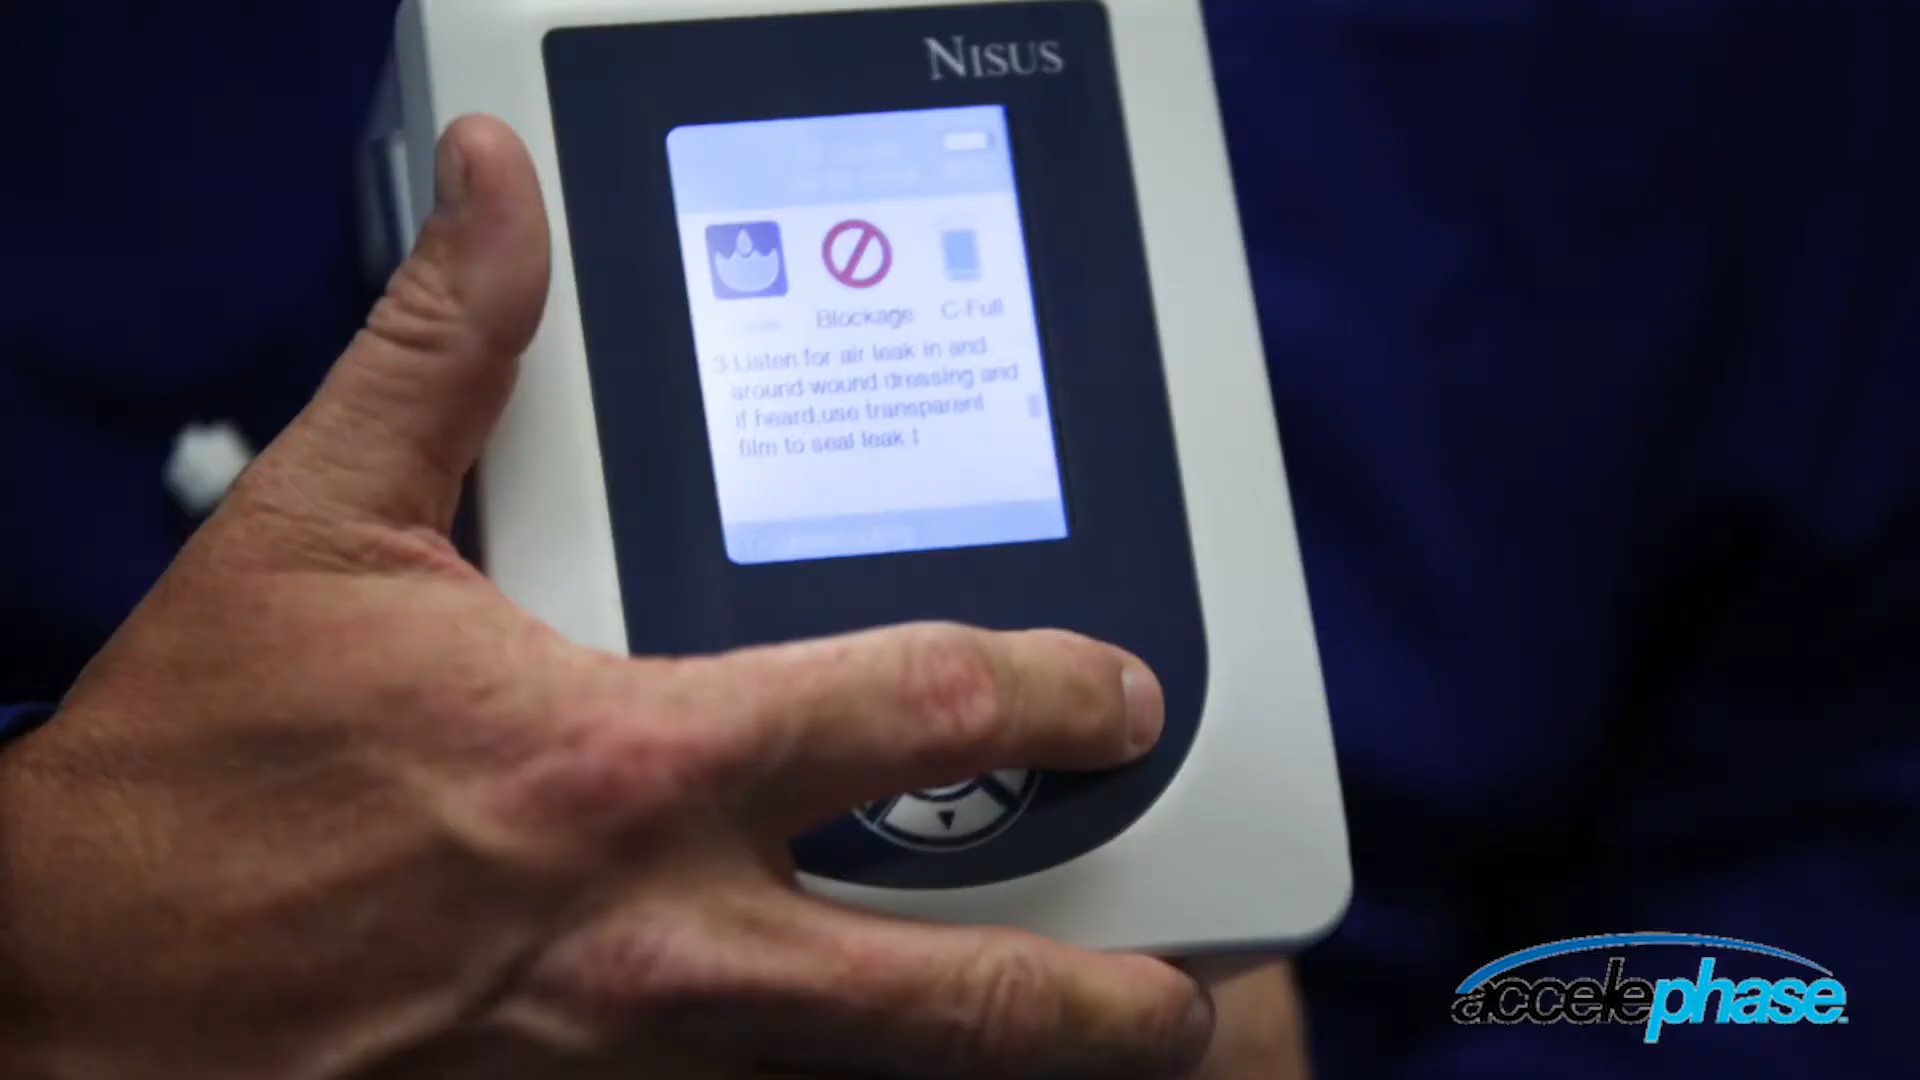 NISUS
Blockage
C-Full
3 Listen for air leak in and
around wound dressing and
if heard,use transparent
film to seal leak !
accelephase